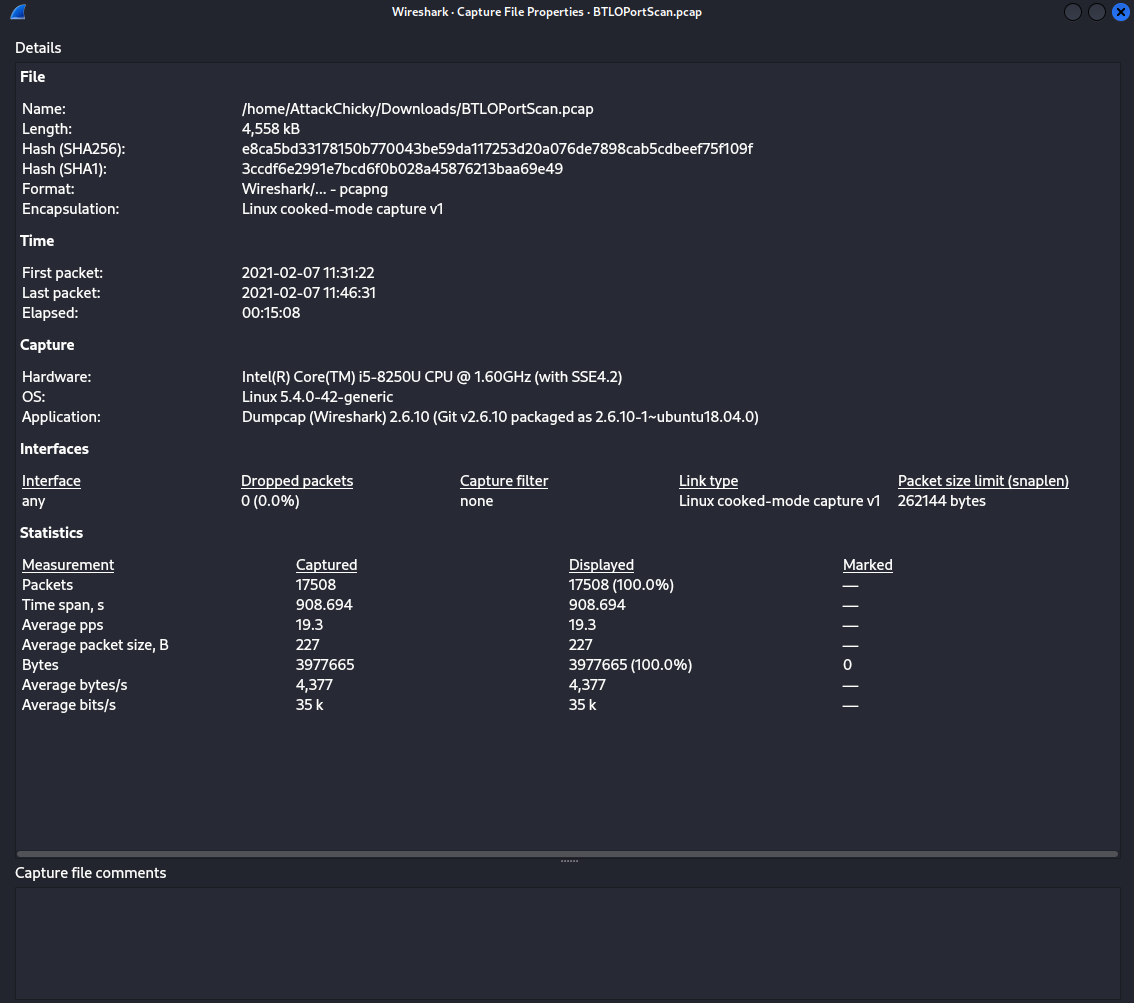 Wireshark · Capture File Properties · BTLOPortScan.pcap
Details
File
Name: /home/AttackChicky/Downloads/BTLOPortScan.pcap
Length: 4,558 kB
Hash (SHA256): e8ca5bd33178150b770043be59da117253d20a076de7898cab5cdbeef75f109f
Hash (SHA1): 3ccdf6e2991e7bcd6f0b028a45876213baa69e49
Format: Wireshark/... - pcapng
Encapsulation: Linux cooked-mode capture v1
Time
First packet: 2021-02-07 11:31:22
Last packet: 2021-02-07 11:46:31
Elapsed: 00:15:08
Capture
Hardware: Intel(R) Core(TM) i5-8250U CPU @ 1.60GHz (with SSE4.2)
OS: Linux 5.4.0-42-generic
Application: Dumpcap (Wireshark) 2.6.10 (Git v2.6.10 packaged as 2.6.10-1~ubuntu18.04.0)
Interfaces
Interface Dropped packets Capture filter Link type Packet size limit (snaplen)
any 0 (0.0%) none Linux cooked-mode capture v1 262144 bytes
Statistics
Measurement Captured Displayed Marked
Packets 17508 17508 (100.0%) —
Time span, s 908.694 908.694 —
Average pps 19.3 19.3 —
Average packet size, B 227 227 —
Bytes 3977665 3977665 (100.0%) 0
Average bytes/s 4,377 4,377 —
Average bits/s 35 k 35 k —
Capture file comments